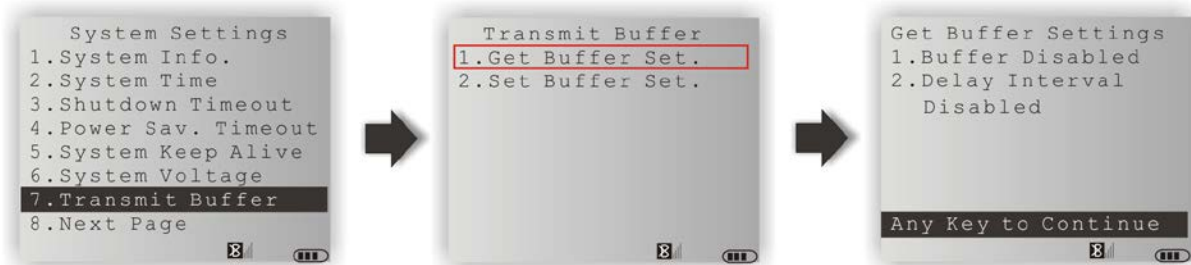 System Settings
1.System Info.
2.System Time
3.Shutdown Timeout
4.Power Sav. Timeout
5.System Keep Alive
6.System Voltage
7.Transmit Buffer
8.Next Page
Transmit Buffer
1.Get Buffer Set.
2.Set Buffer Set.
Get Buffer Settings
1.Buffer Disabled
2.Delay Interval
Disabled
Any Key to Continue